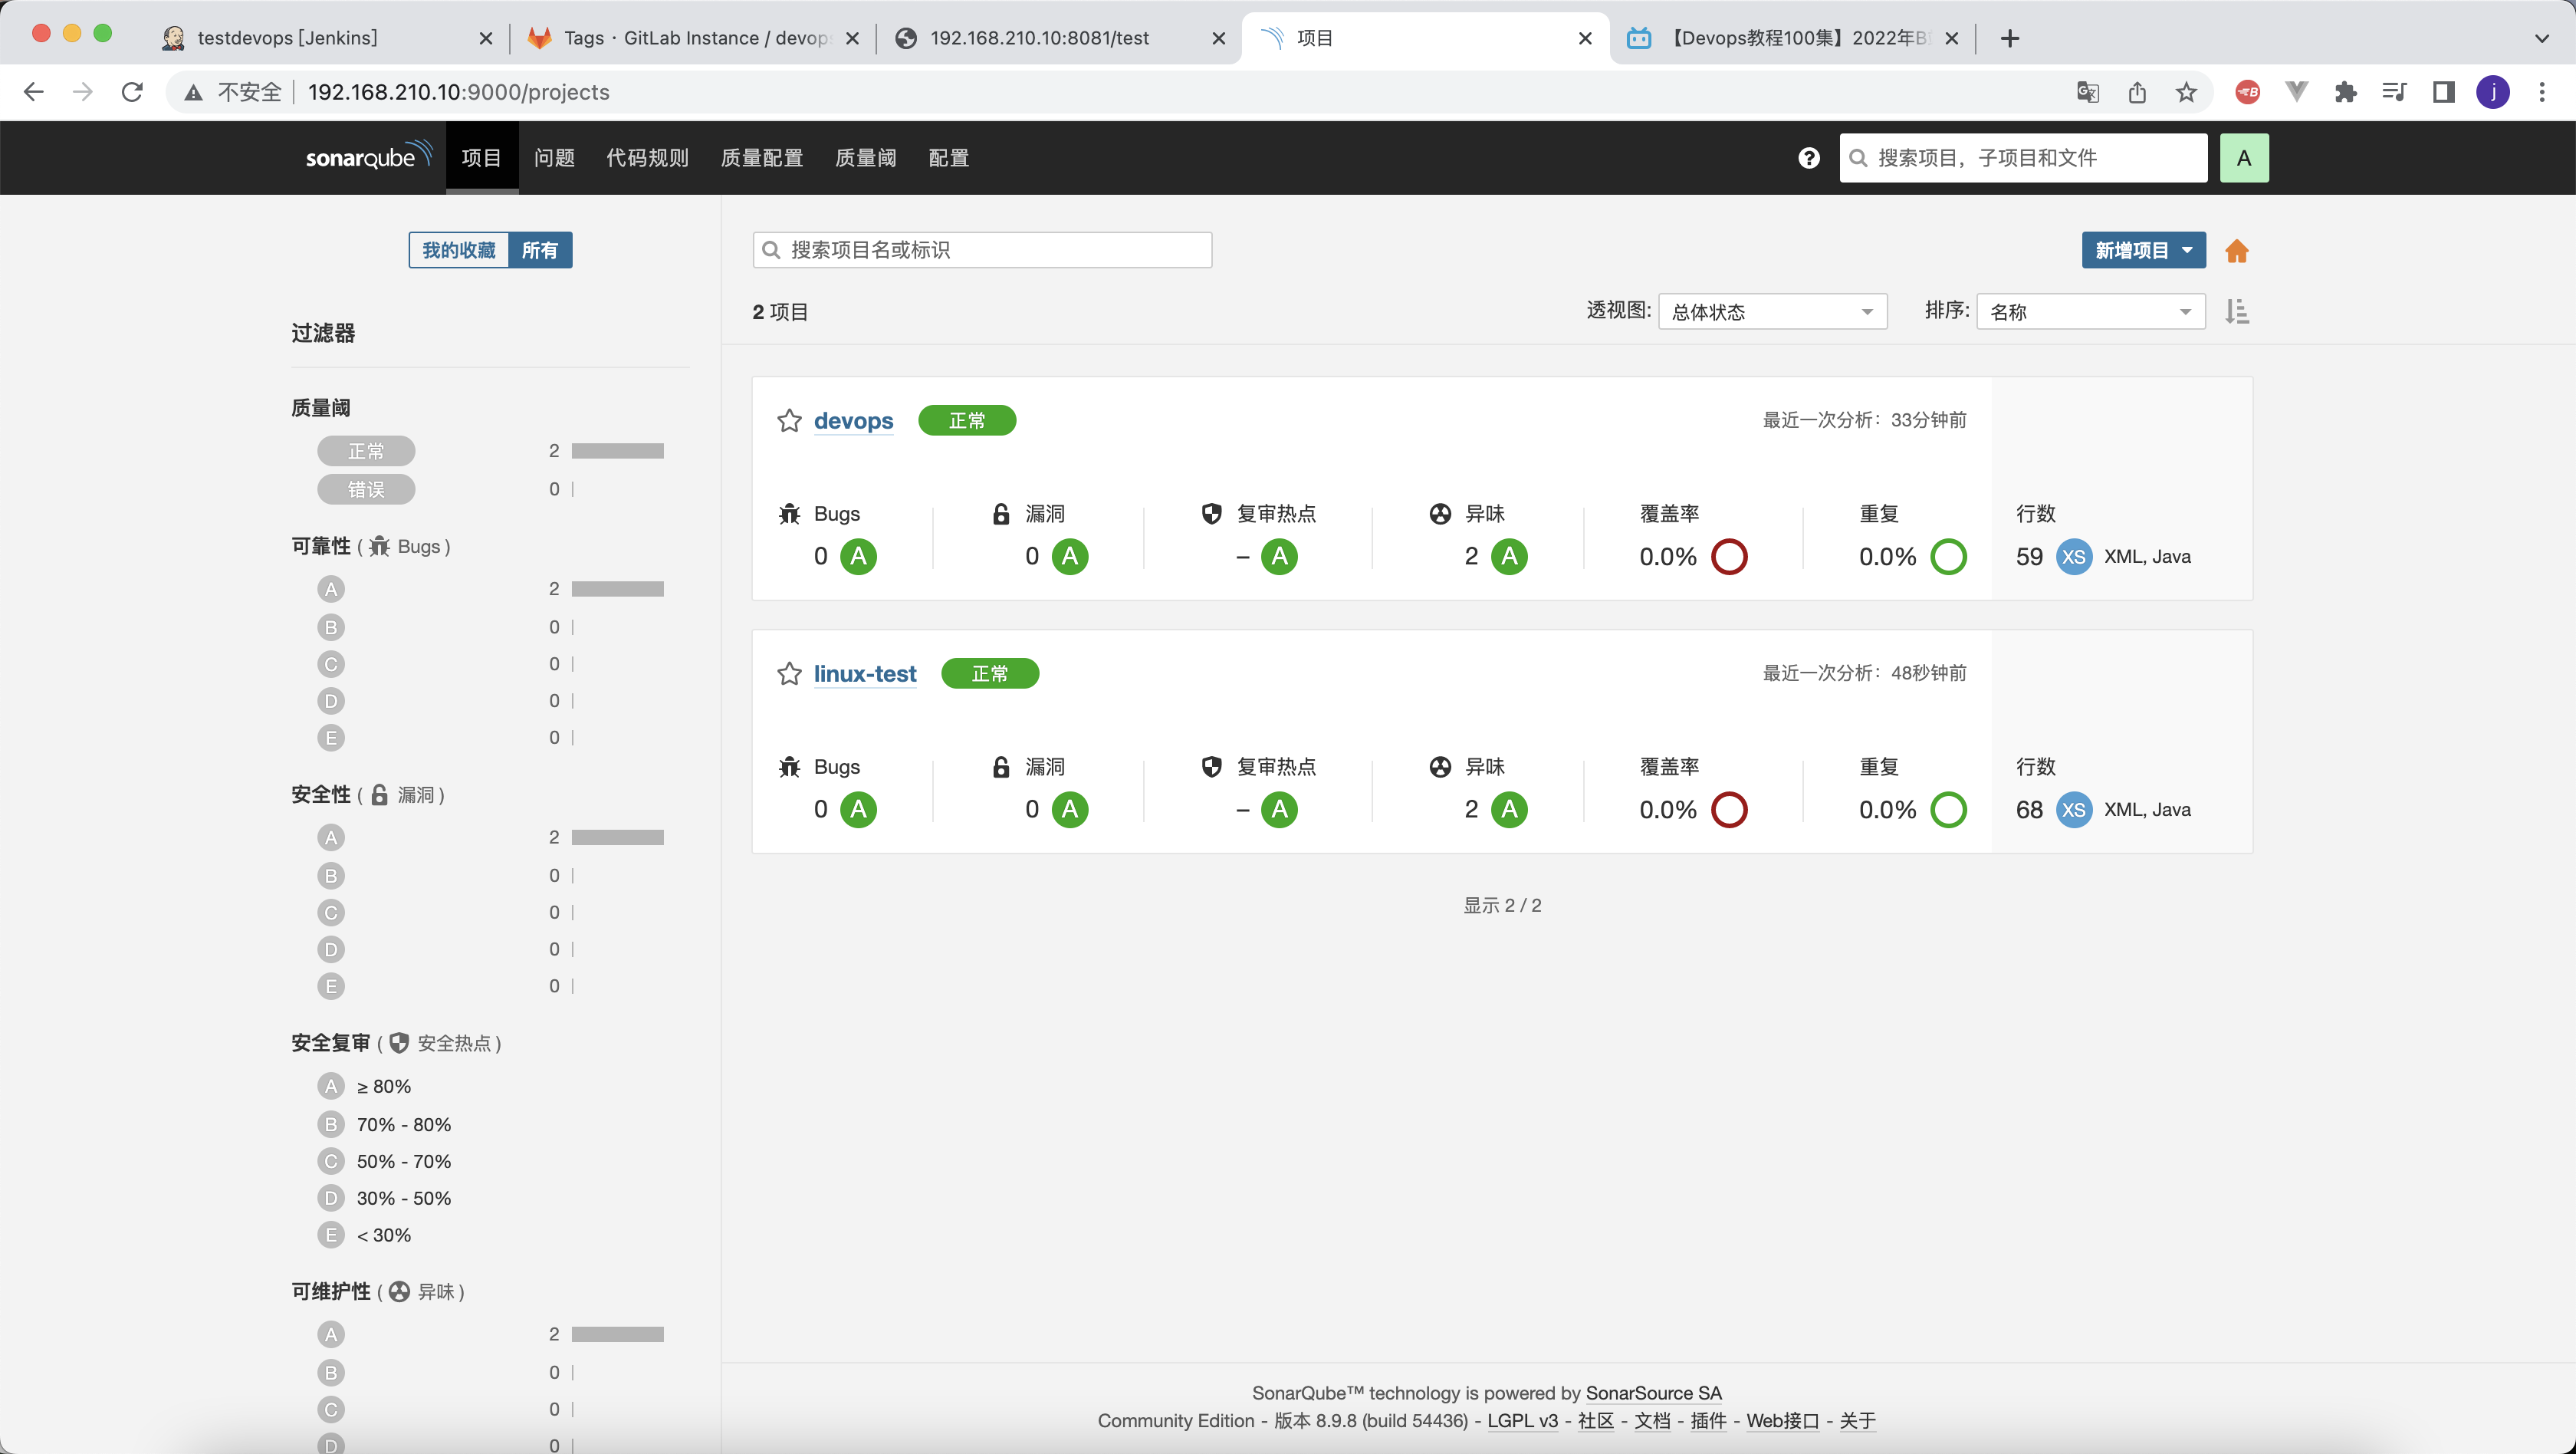 testdevops [Jenkins]
Tags · GitLab Instance / devops
192.168.210.10:8081/test
项目
【Devops教程100集】2022年B
不安全
192.168.210.10:9000/projects
j
sonarqube
项目
问题
代码规则
质量配置
质量阈
配置
搜索项目，子项目和文件
A
我的收藏
所有
搜索项目名或标识
新增项目
2 项目
透视图: 总体状态
排序: 名称
过滤器
质量阈
正常 2
错误 0
可靠性 ( Bugs )
A 2
B 0
C 0
D 0
E 0
安全性 ( 漏洞 )
A 2
B 0
C 0
D 0
E 0
安全复审 ( 安全热点 )
A ≥ 80%
B 70% - 80%
C 50% - 70%
D 30% - 50%
E < 30%
可维护性 ( 异味 )
A 2
B 0
C 0
D 0
devops 正常 最近一次分析：33分钟前
Bugs 漏洞 复审热点 异味 覆盖率 重复 行数
0 A 0 A – A 2 A 0.0% 0.0% 59 XS XML, Java
linux-test 正常 最近一次分析：48秒钟前
Bugs 漏洞 复审热点 异味 覆盖率 重复 行数
0 A 0 A – A 2 A 0.0% 0.0% 68 XS XML, Java
显示 2 / 2
SonarQube™ technology is powered by SonarSource SA
Community Edition - 版本 8.9.8 (build 54436) - LGPL v3 - 社区 - 文档 - 插件 - Web接口 - 关于